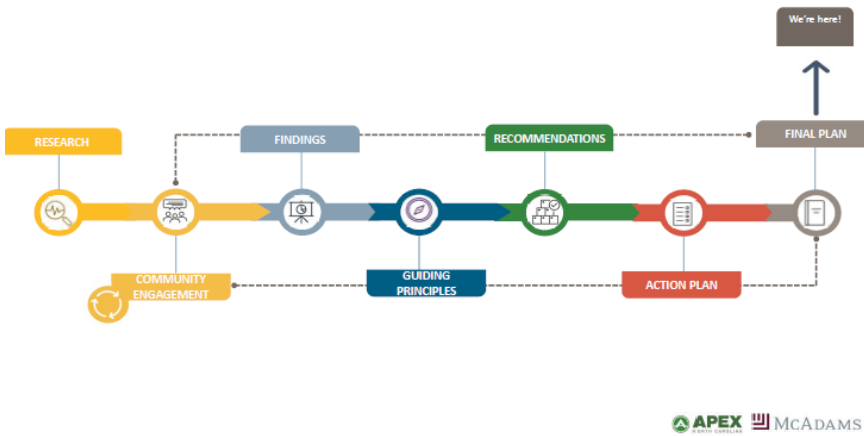 We're here!
RESEARCH
FINDINGS
RECOMMENDATIONS
FINAL PLAN
COMMUNITY
ENGAGEMENT
GUIDING
PRINCIPLES
ACTION PLAN
APEX
NORTH CAROLINA
MCADAMS